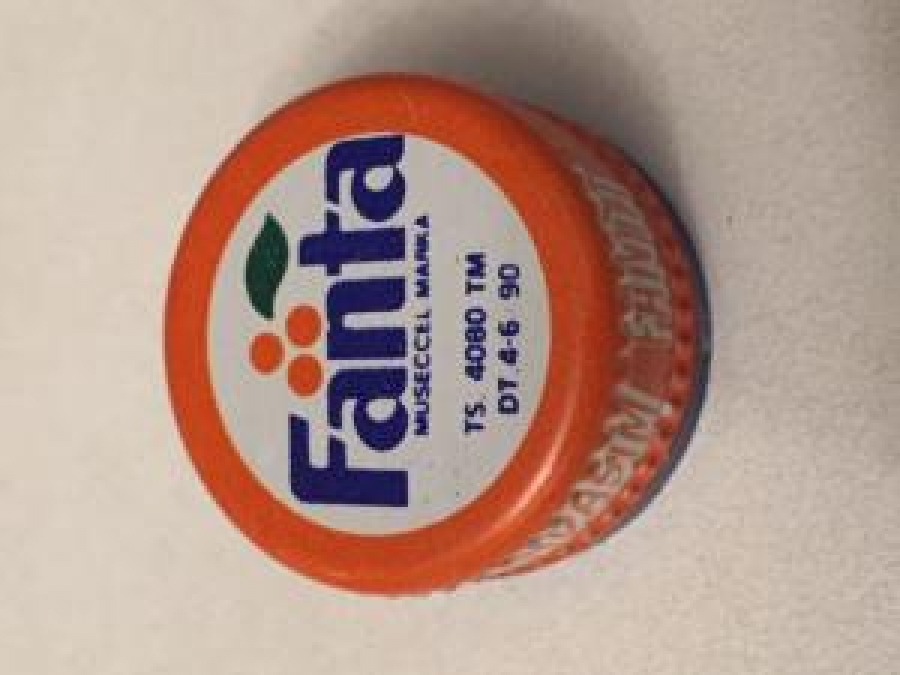 Fanta
MUSECCEL MARKA
TS. 4080 TM
DT.4-6 90